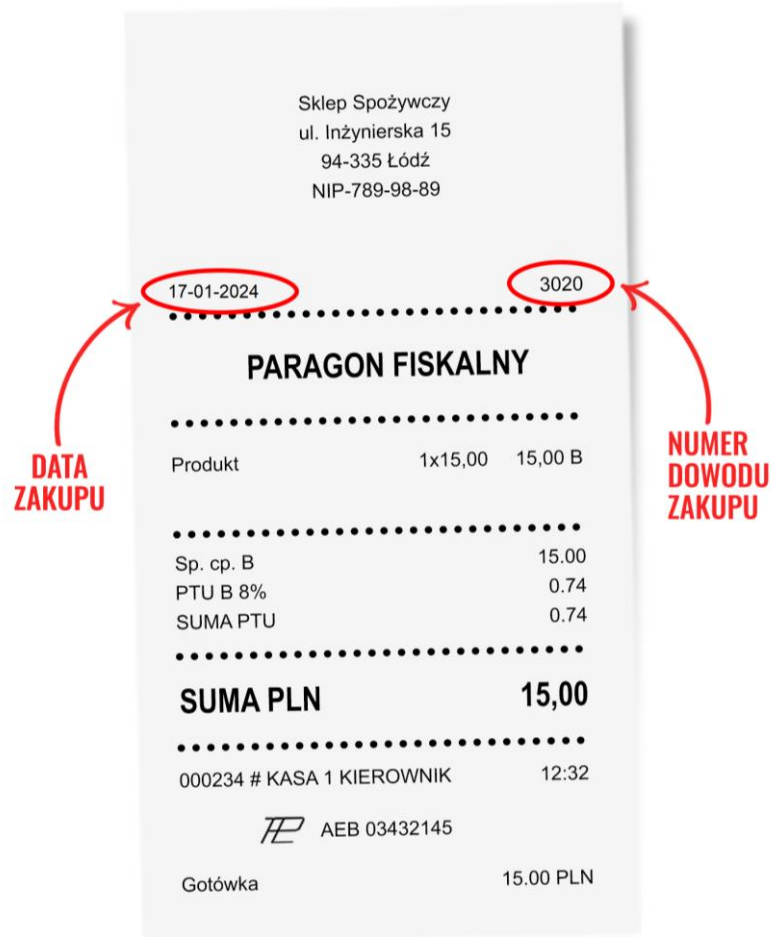 Sklep Spożywczy
ul. Inżynierska 15
94-335 Łódź
NIP-789-98-89
17-01-2024 3020
PARAGON FISKALNY
Produkt 1x15,00 15,00 B
DATA
ZAKUPU
NUMER
DOWODU
ZAKUPU
Sp. cp. B 15.00
PTU B 8% 0.74
SUMA PTU 0.74
SUMA PLN 15,00
000234 # KASA 1 KIEROWNIK 12:32
AEB 03432145
Gotówka 15.00 PLN